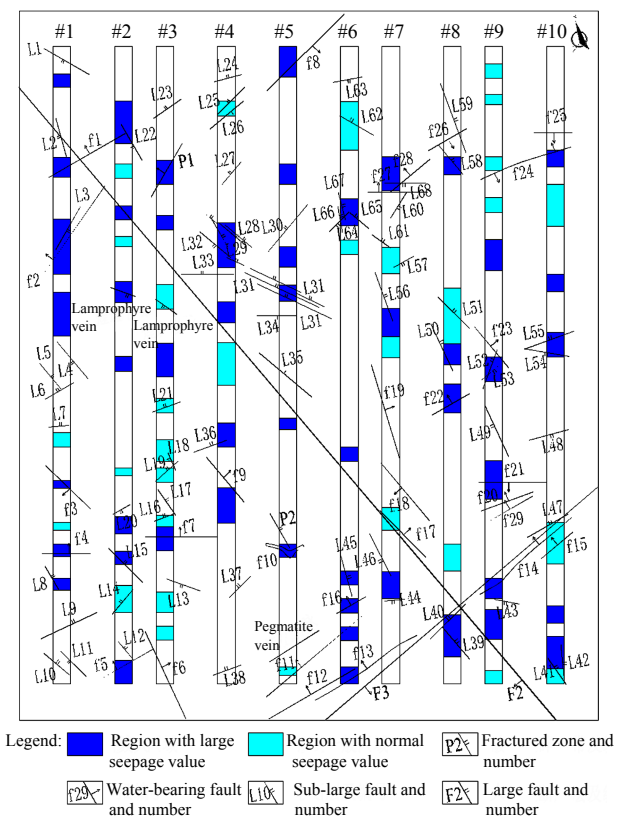 #1 #2 #3 #4 #5 #6 #7 #8 #9 #10
L1
L24
f8
L63
L23
L25
L62
L59
f25
L26
f26
L2
f1
L22
P1
L27
f28
L58
f27
f24
L3
L67
L68
L66
L65
L60
L28
L30
L64
L61
L32
29
L33
L57
f2
L31
L31
L56
Lamprophyre
vein
Lamprophyre
vein
L34
L31
L51
L50
f23
L55
L5
L4
L35
L52
L54
L53
L6
L21
f19
f22
L7
L36
L18
L49
L48
L19
f9
f21
L17
f20
f3
L16
P2
f18
f29
L47
L20
f7
f17
f4
L15
f10
L45
L46
f14
f15
L8
L14
L13
L37
f16
L44
L43
L9
L40
Pegmatite
vein
L12
L39
f13
L11
L10
f5
f6
L38
f11
f12
F3
F2
L41
L42
Legend:
Region with large
seepage value
Region with normal
seepage value
P2
Fractured zone and
number
f29
Water-bearing fault
and number
L10
Sub-large fault and
number
F2
Large fault and
number